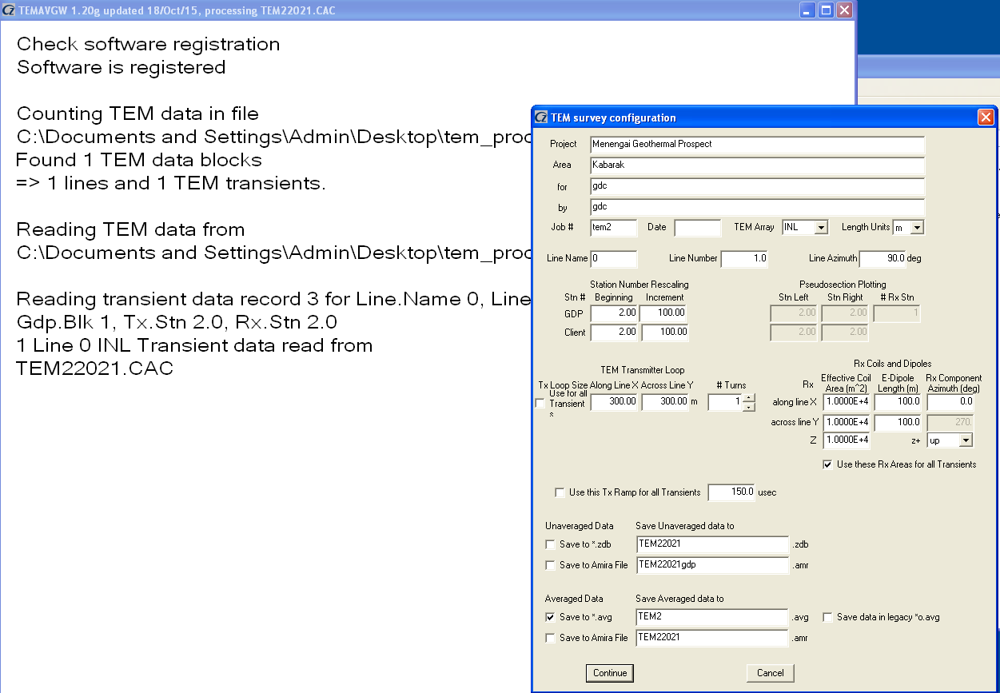 TEMAVGW 1.20g updated 18/Oct/15, processing TEM22021.CAC
Check software registration
Software is registered
Counting TEM data in file
C:\Documents and Settings\Admin\Desktop\tem_proc
Found 1 TEM data blocks
=> 1 lines and 1 TEM transients.
Reading TEM data from
C:\Documents and Settings\Admin\Desktop\tem_proc
Reading transient data record 3 for Line.Name 0, Line
Gdp.Blk 1, Tx.Stn 2.0, Rx.Stn 2.0
1 Line 0 INL Transient data read from
TEM22021.CAC
TEM survey configuration
Project Menengai Geothermal Prospect
Area Kabarak
for gdc
by gdc
Job # tem2 Date TEM Array INL Length Units m
Line Name 0 Line Number 1.0 Line Azimuth 90.0 deg
Station Number Rescaling Pseudosection Plotting
Stn # Beginning Increment Stn Left Stn Right # Rx Stn
GDP 2.00 100.00 2.00 2.00 1
Client 2.00 100.00 2.00 2.00
TEM Transmitter Loop
Tx Loop Size Along Line X Across Line Y # Turns
Use for all Transient s 300.00 300.00 m 1
Rx Coils and Dipoles
Rx Effective Coil Area (m^2) E-Dipole Length (m) Rx Component Azimuth (deg)
along line X 1.0000E+4 100.0 0.0
across line Y 1.0000E+4 100.0 270.
Z 1.0000E+4 z+ up
Use these Rx Areas for all Transients
Use this Tx Ramp for all Transients 150.0 usec
Unaveraged Data Save Unaveraged data to
Save to *.zdb TEM22021 .zdb
Save to Amira File TEM22021gdp .amr
Averaged Data Save Averaged data to
Save to *.avg TEM2 .avg Save data in legacy *o.avg
Save to Amira File TEM22021 .amr
Continue Cancel